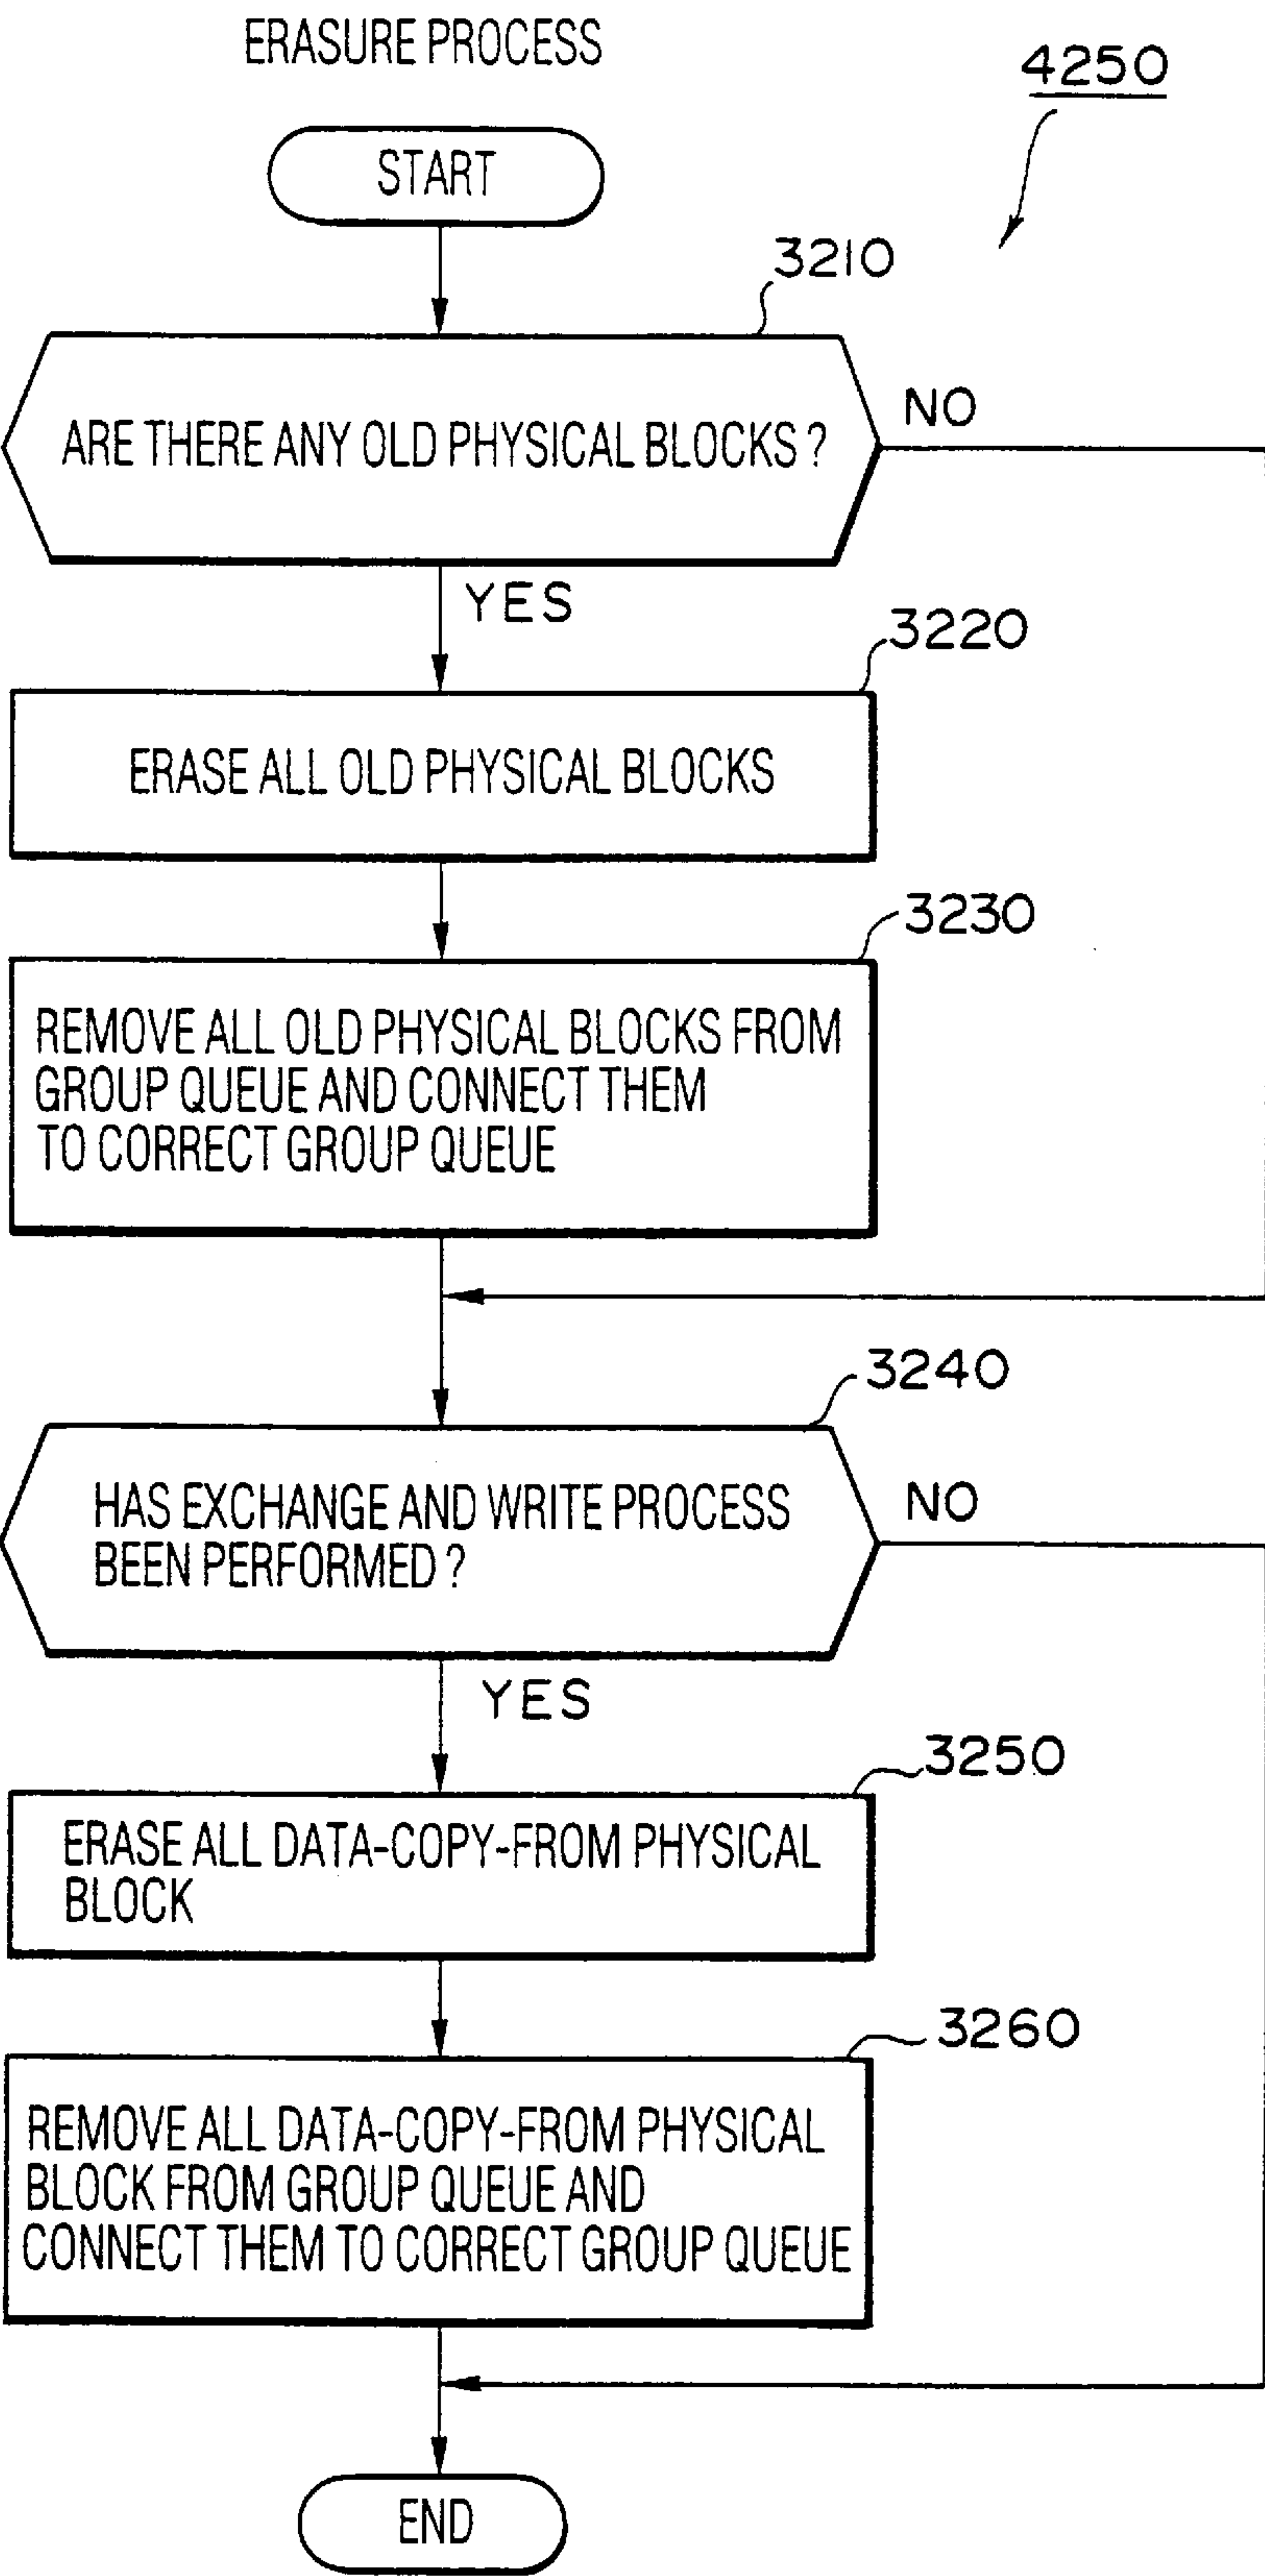 ERASURE PROCESS
4250
START
3210
ARE THERE ANY OLD PHYSICAL BLOCKS ?
NO
YES
3220
ERASE ALL OLD PHYSICAL BLOCKS
3230
REMOVE ALL OLD PHYSICAL BLOCKS FROM
GROUP QUEUE AND CONNECT THEM
TO CORRECT GROUP QUEUE
3240
HAS EXCHANGE AND WRITE PROCESS
BEEN PERFORMED ?
NO
YES
3250
ERASE ALL DATA-COPY-FROM PHYSICAL
BLOCK
3260
REMOVE ALL DATA-COPY-FROM PHYSICAL
BLOCK FROM GROUP QUEUE AND
CONNECT THEM TO CORRECT GROUP QUEUE
END